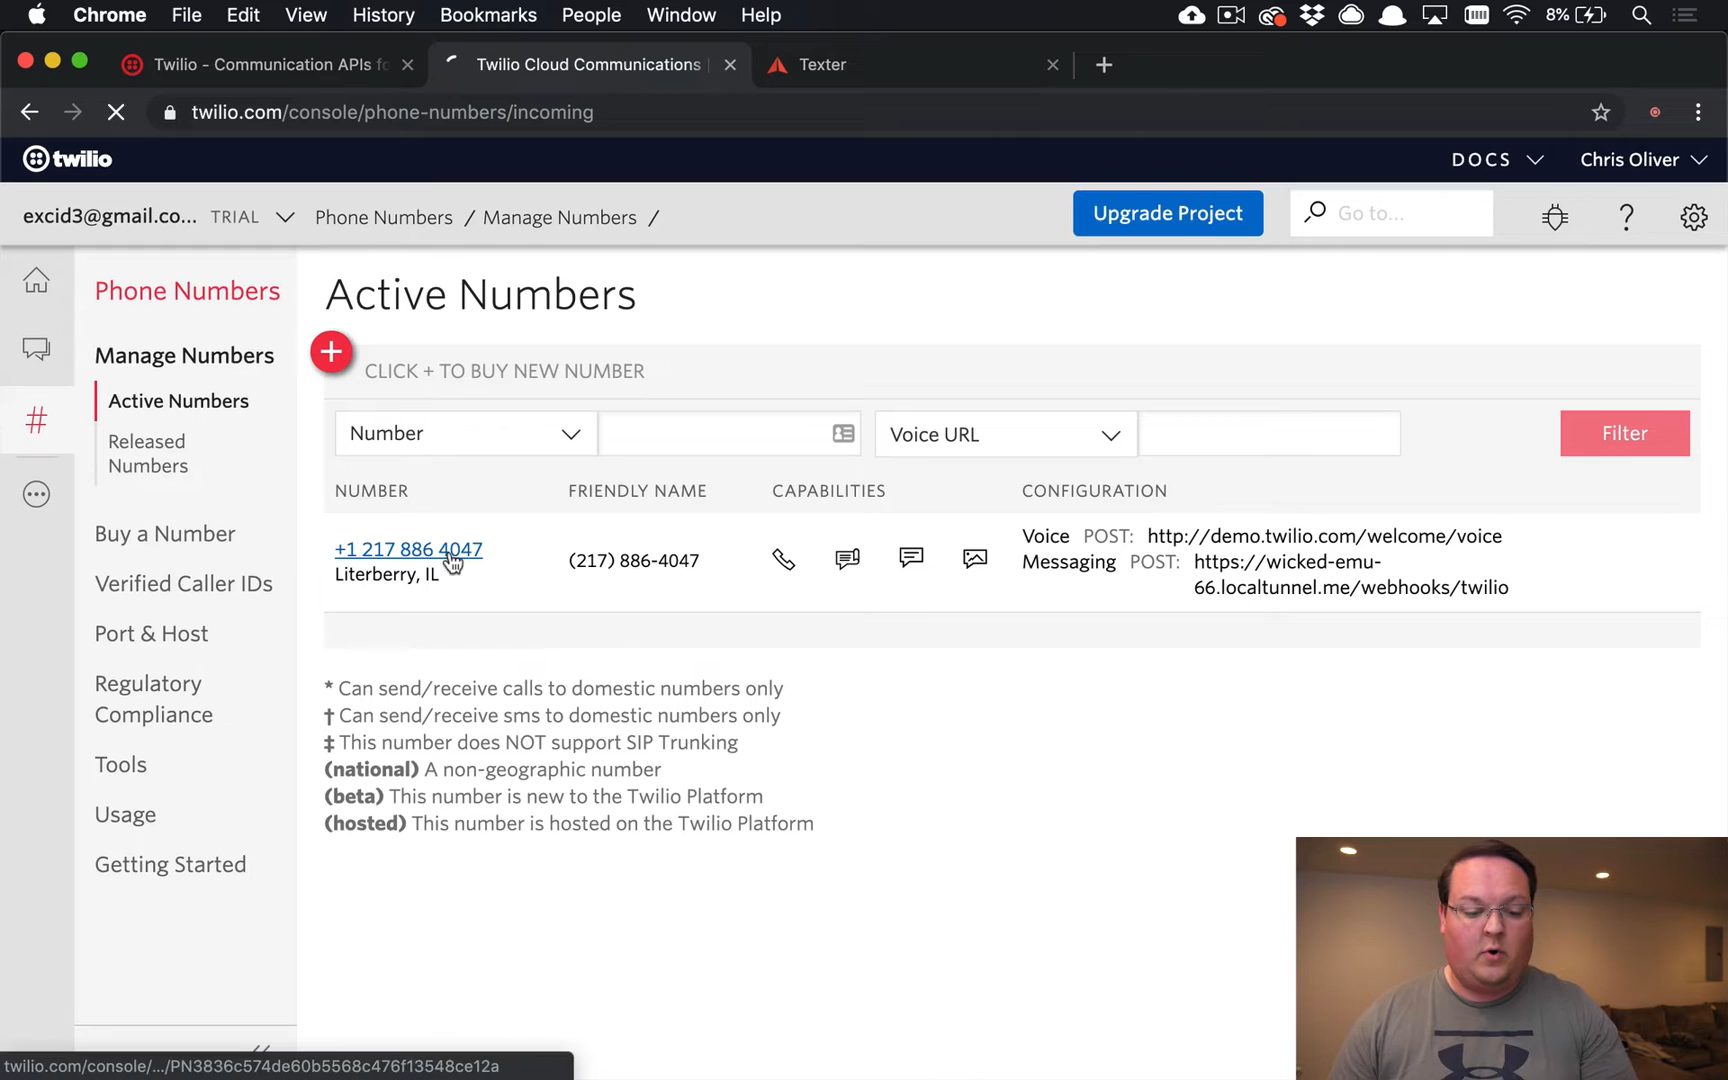 Chrome File Edit View History Bookmarks People Window Help 8%
Twilio - Communication APIs fo Twilio Cloud Communications Texter
twilio.com/console/phone-numbers/incoming
twilio DOCS Chris Oliver
excid3@gmail.co... TRIAL Phone Numbers / Manage Numbers / Upgrade Project Go to...
Phone Numbers
Manage Numbers
Active Numbers
Released
Numbers
Buy a Number
Verified Caller IDs
Port & Host
Regulatory
Compliance
Tools
Usage
Getting Started
Active Numbers
CLICK + TO BUY NEW NUMBER
Number Voice URL Filter
NUMBER FRIENDLY NAME CAPABILITIES CONFIGURATION
+1 217 886 4047
Literberry, IL
(217) 886-4047
Voice POST: http://demo.twilio.com/welcome/voice
Messaging POST: https://wicked-emu-
66.localtunnel.me/webhooks/twilio
* Can send/receive calls to domestic numbers only
† Can send/receive sms to domestic numbers only
‡ This number does NOT support SIP Trunking
(national) A non-geographic number
(beta) This number is new to the Twilio Platform
(hosted) This number is hosted on the Twilio Platform
twilio.com/console/.../PN3836c574de60b5568c476f13548ce12a